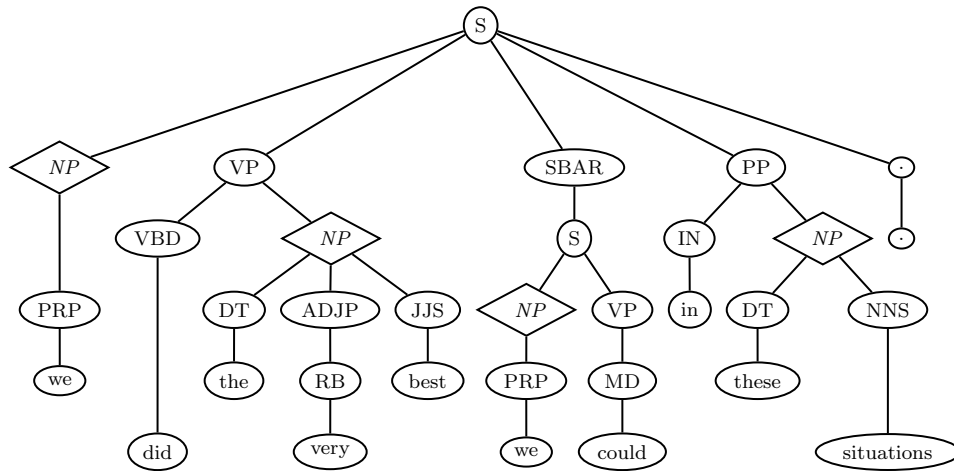 S
NP VP SBAR PP .
VBD NP S IN NP .
PRP DT ADJP JJS NP VP in DT NNS
we the RB best PRP MD these
did very we could situations